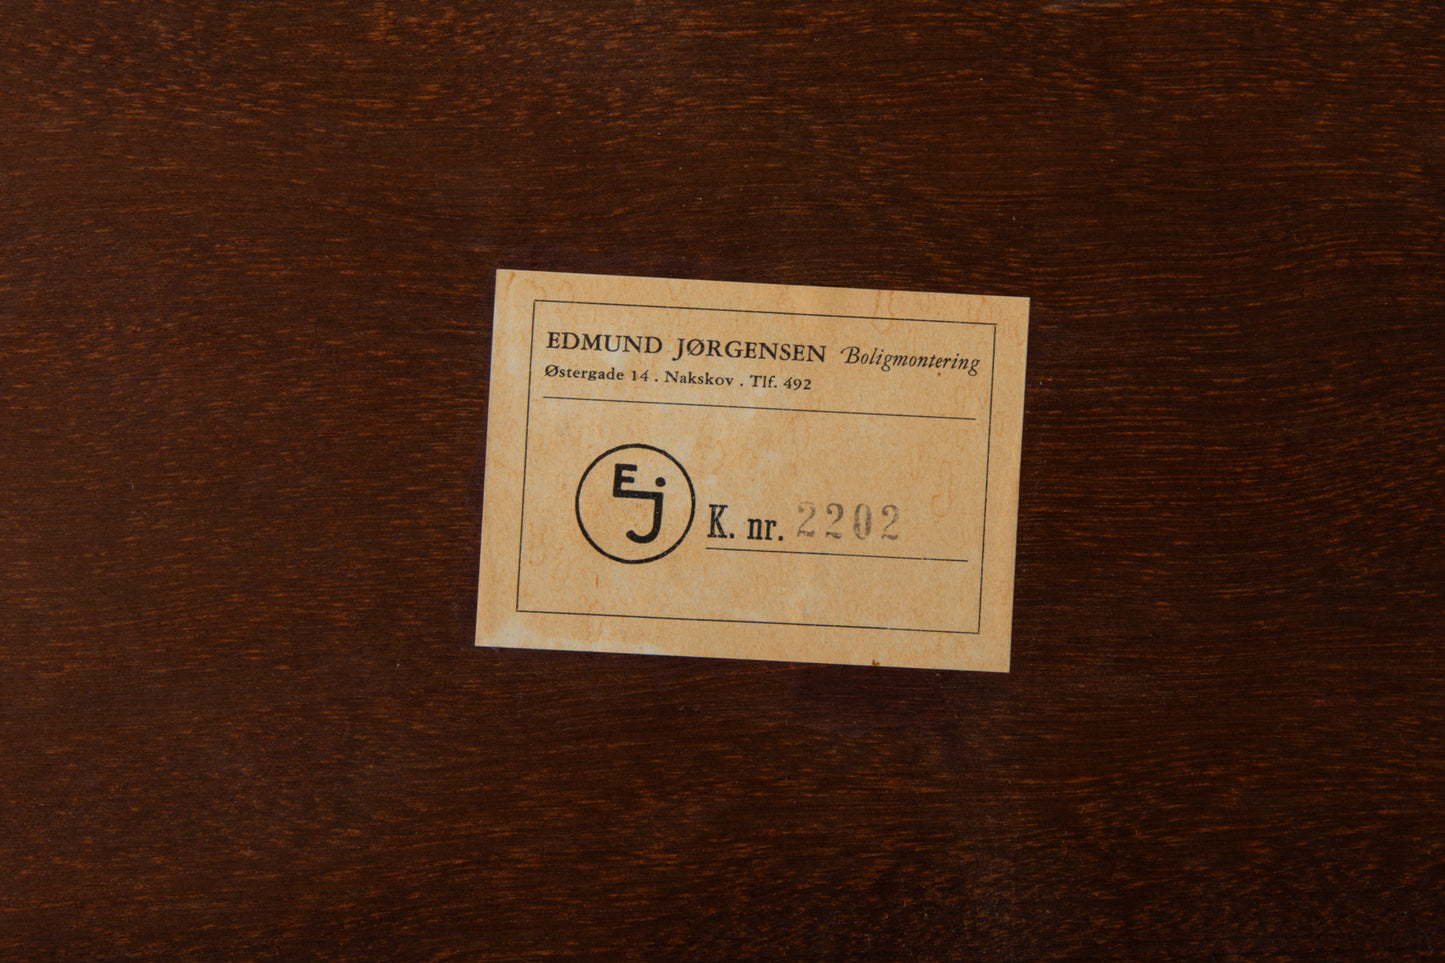 EDMUND JØRGENSEN Boligmontering
Østergade 14 . Nakskov . Tlf. 492
Ej
K. nr. 2202